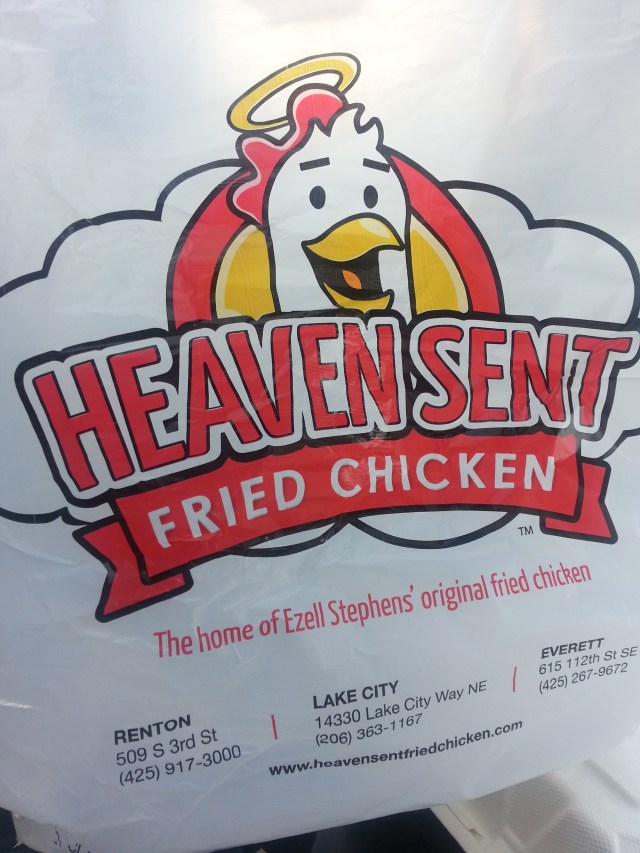 HEAVEN SENT
FRIED CHICKEN
TM
The home of Ezell Stephens' original fried chicken
RENTON
509 S 3rd St
(425) 917-3000
LAKE CITY
14330 Lake City Way NE
(206) 363-1167
EVERETT
615 112th St SE
(425) 267-9672
www.heavensentfriedchicken.com